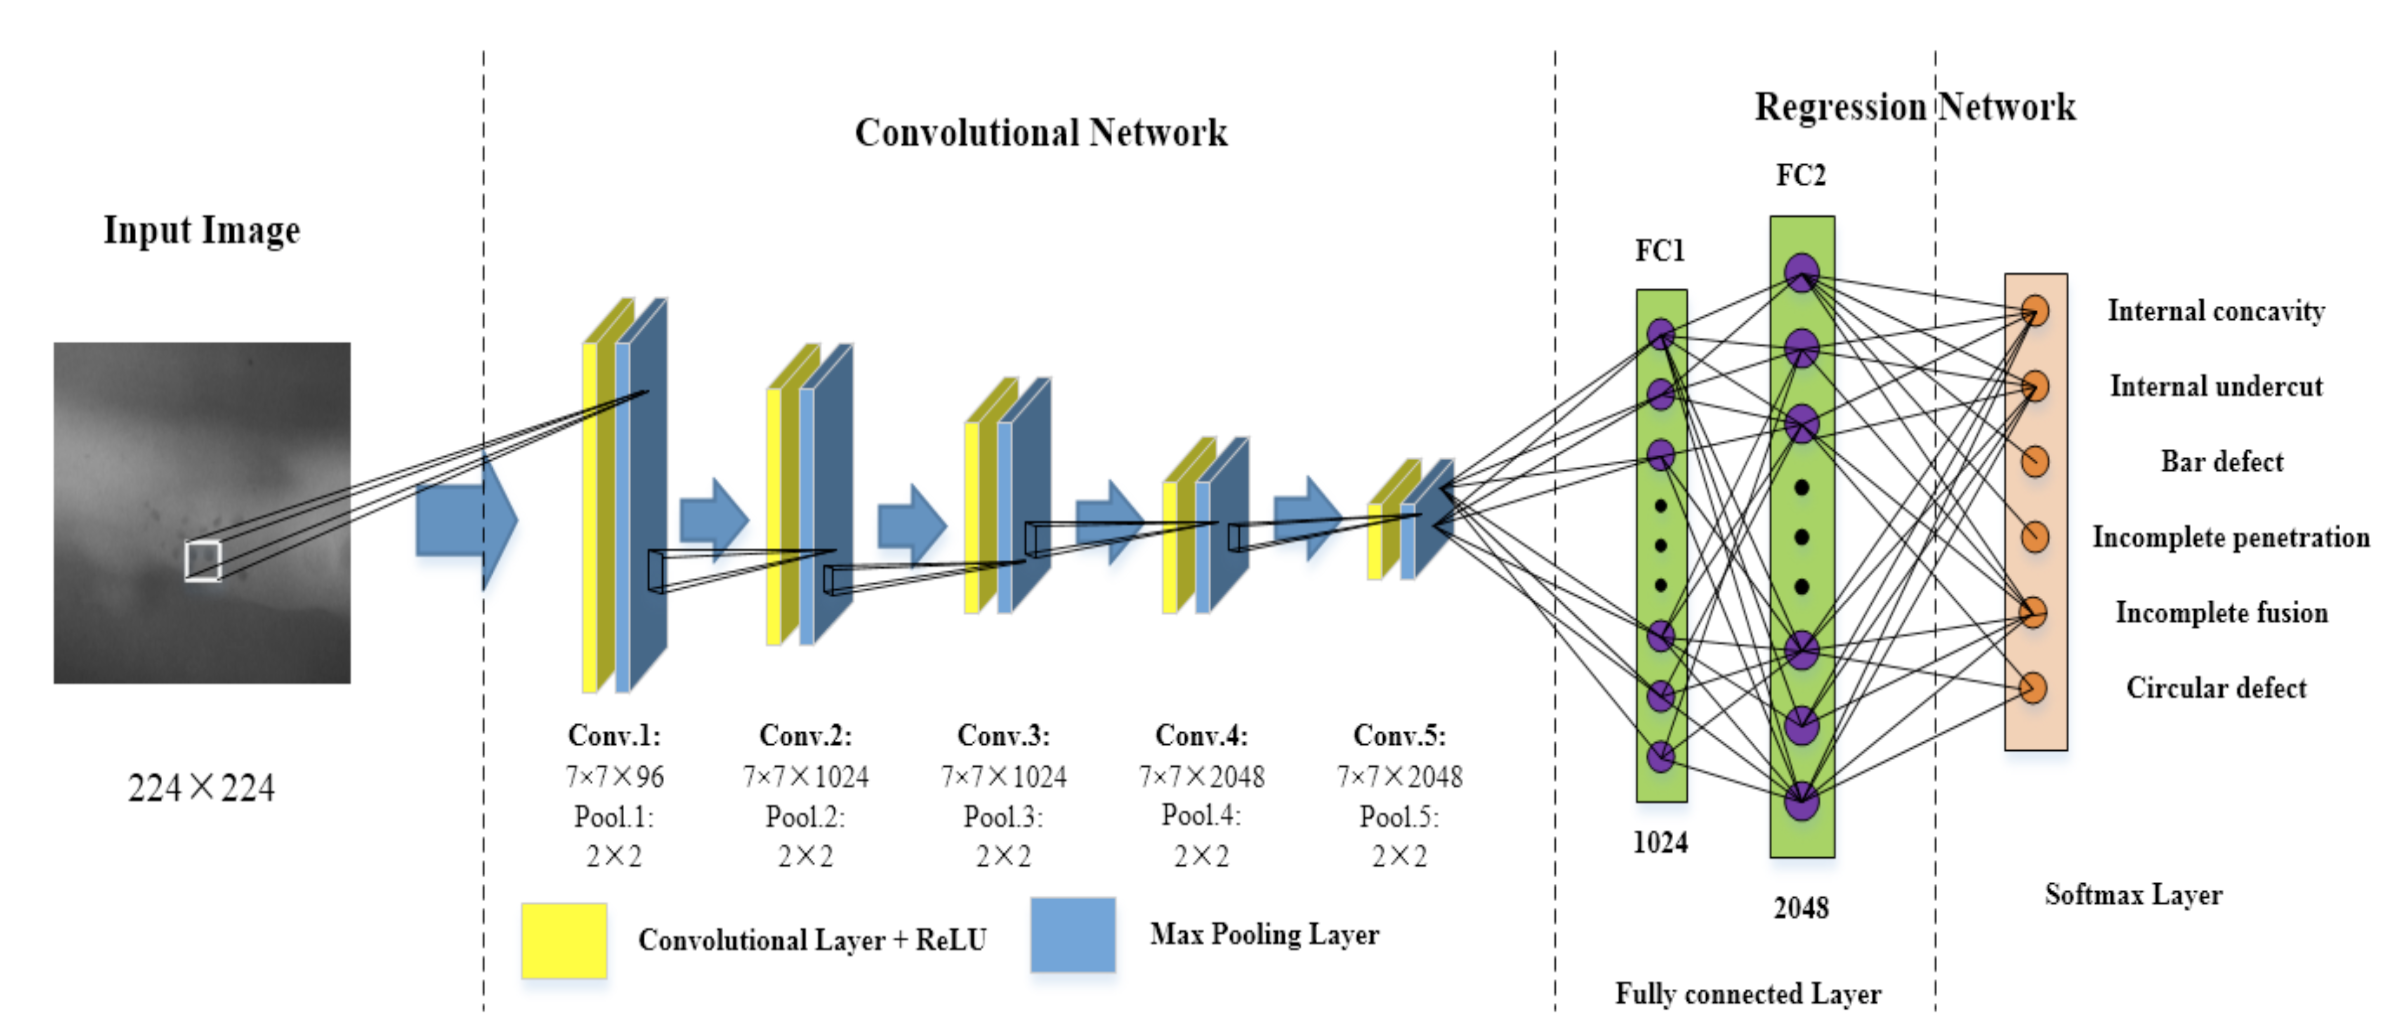 Input Image
224×224
Convolutional Network
Conv.1:
7×7×96
Pool.1:
2×2
Conv.2:
7×7×1024
Pool.2:
2×2
Conv.3:
7×7×1024
Pool.3:
2×2
Conv.4:
7×7×2048
Pool.4:
2×2
Conv.5:
7×7×2048
Pool.5:
2×2
Convolutional Layer + ReLU
Max Pooling Layer
Regression Network
FC1
1024
FC2
2048
Fully connected Layer
Internal concavity
Internal undercut
Bar defect
Incomplete penetration
Incomplete fusion
Circular defect
Softmax Layer